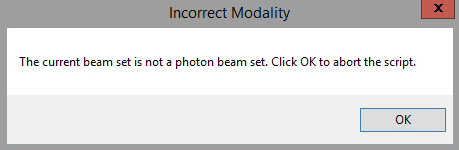 Incorrect Modality
x
The current beam set is not a photon beam set. Click OK to abort the script.
OK